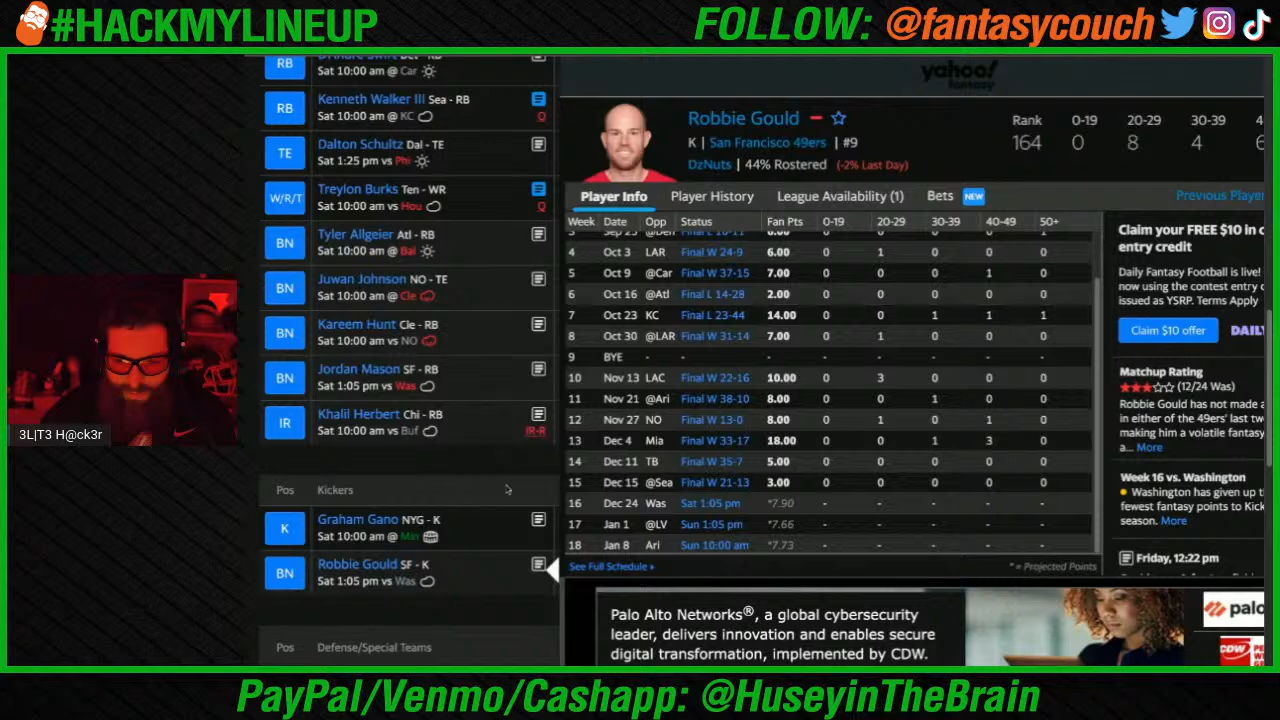 #HACKMYLINEUP
FOLLOW: @fantasycouch
RB
Sat 10:00 am @ Car
RB Kenneth Walker III Sea - RB
Sat 10:00 am @ KC Q
TE Dalton Schultz Dal - TE
Sat 1:25 pm vs Phi
W/R/T Treylon Burks Ten - WR
Sat 10:00 am vs Hou Q
BN Tyler Allgeier Atl - RB
Sat 10:00 am @ Bal
BN Juwan Johnson NO - TE
Sat 10:00 am @ Cle
BN Kareem Hunt Cle - RB
Sat 10:00 am vs NO
BN Jordan Mason SF - RB
Sat 1:05 pm vs Was
IR Khalil Herbert Chi - RB
Sat 10:00 am vs Buf IR-R
Pos Kickers
K Graham Gano NYG - K
Sat 10:00 am @ Min
BN Robbie Gould SF - K
Sat 1:05 pm vs Was
Pos Defense/Special Teams
3L|T3 H@ck3r
yahoo!
fantasy
Robbie Gould
K | San Francisco 49ers | #9
DzNuts | 44% Rostered (-2% Last Day)
Rank 0-19 20-29 30-39 4
164 0 8 4 6
Player Info Player History League Availability (1) Bets NEW Previous Player
Week Date Opp Status Fan Pts 0-19 20-29 30-39 40-49 50+
4 Oct 3 LAR Final W 24-9 6.00 0 1 0 0 0
5 Oct 9 @Car Final W 37-15 7.00 0 0 0 1 0
6 Oct 16 @Atl Final L 14-28 2.00 0 0 0 0 0
7 Oct 23 KC Final L 23-44 14.00 0 0 1 1 1
8 Oct 30 @LAR Final W 31-14 7.00 0 1 0 0 0
9 BYE - - - - - - -
10 Nov 13 LAC Final W 22-16 10.00 0 3 0 0 0
11 Nov 21 @Ari Final W 38-10 8.00 0 0 1 0 0
12 Nov 27 NO Final W 13-0 8.00 0 1 0 1 0
13 Dec 4 Mia Final W 33-17 18.00 0 0 1 3 0
14 Dec 11 TB Final W 35-7 5.00 0 0 0 0 0
15 Dec 15 @Sea Final W 21-13 3.00 0 0 0 0 0
16 Dec 24 Was Sat 1:05 pm *7.90 - - - - -
17 Jan 1 @LV Sun 1:05 pm *7.66 - - - - -
18 Jan 8 Ari Sun 10:00 am *7.73 - - - - -
See Full Schedule » * = Projected Points
Claim your FREE $10 in c
entry credit
Daily Fantasy Football is live!
now using the contest entry c
issued as YSRP. Terms Apply
Claim $10 offer DAIL
Matchup Rating
(12/24 Was)
Robbie Gould has not made a
in either of the 49ers' last tw
making him a volatile fantasy
a... More
Week 16 vs. Washington
Washington has given up t
fewest fantasy points to Kick
season. More
Friday, 12:22 pm
Palo Alto Networks®, a global cybersecurity
leader, delivers innovation and enables secure
digital transformation, implemented by CDW.
palo
CDW
PayPal/Venmo/Cashapp: @HuseyinTheBrain